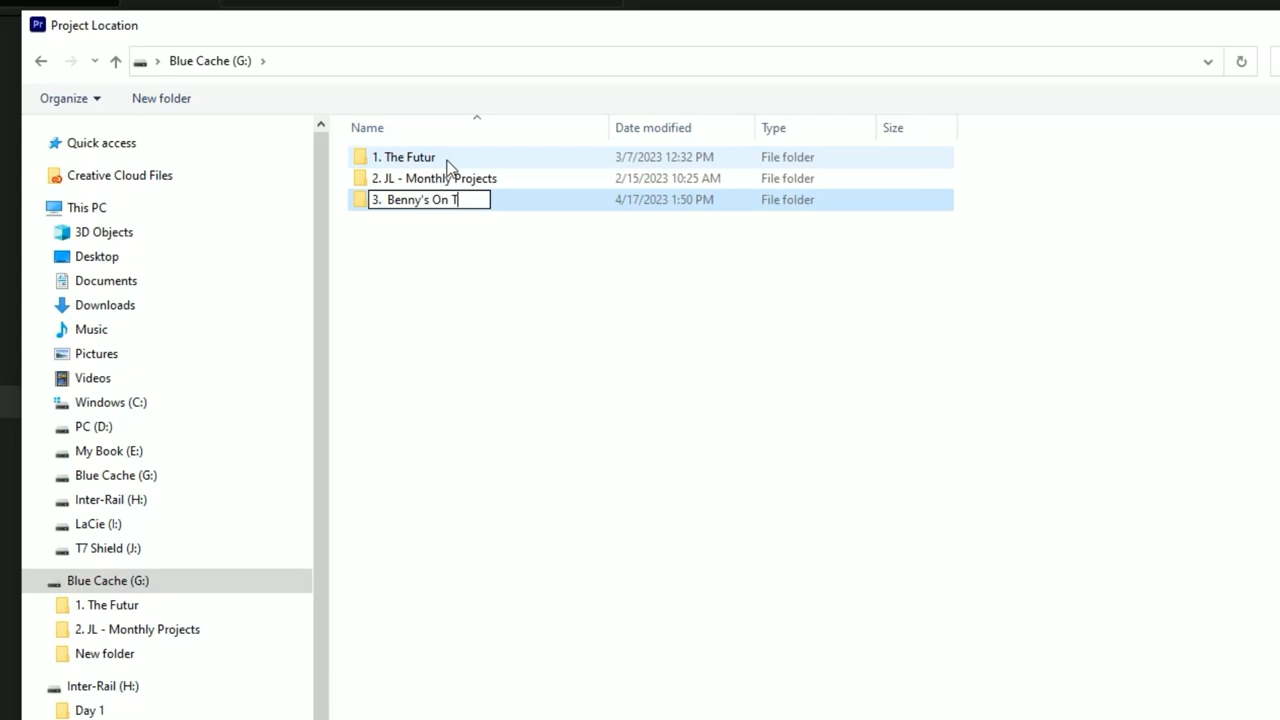 Pr Project Location
Blue Cache (G:)
Organize New folder
Name Date modified Type Size
1. The Futur 3/7/2023 12:32 PM File folder
2. JL - Monthly Projects 2/15/2023 10:25 AM File folder
3.  Benny's On T 4/17/2023 1:50 PM File folder
Quick access
Creative Cloud Files
This PC
3D Objects
Desktop
Documents
Downloads
Music
Pictures
Videos
Windows (C:)
PC (D:)
My Book (E:)
Blue Cache (G:)
Inter-Rail (H:)
LaCie (I:)
T7 Shield (J:)
Blue Cache (G:)
1. The Futur
2. JL - Monthly Projects
New folder
Inter-Rail (H:)
Day 1